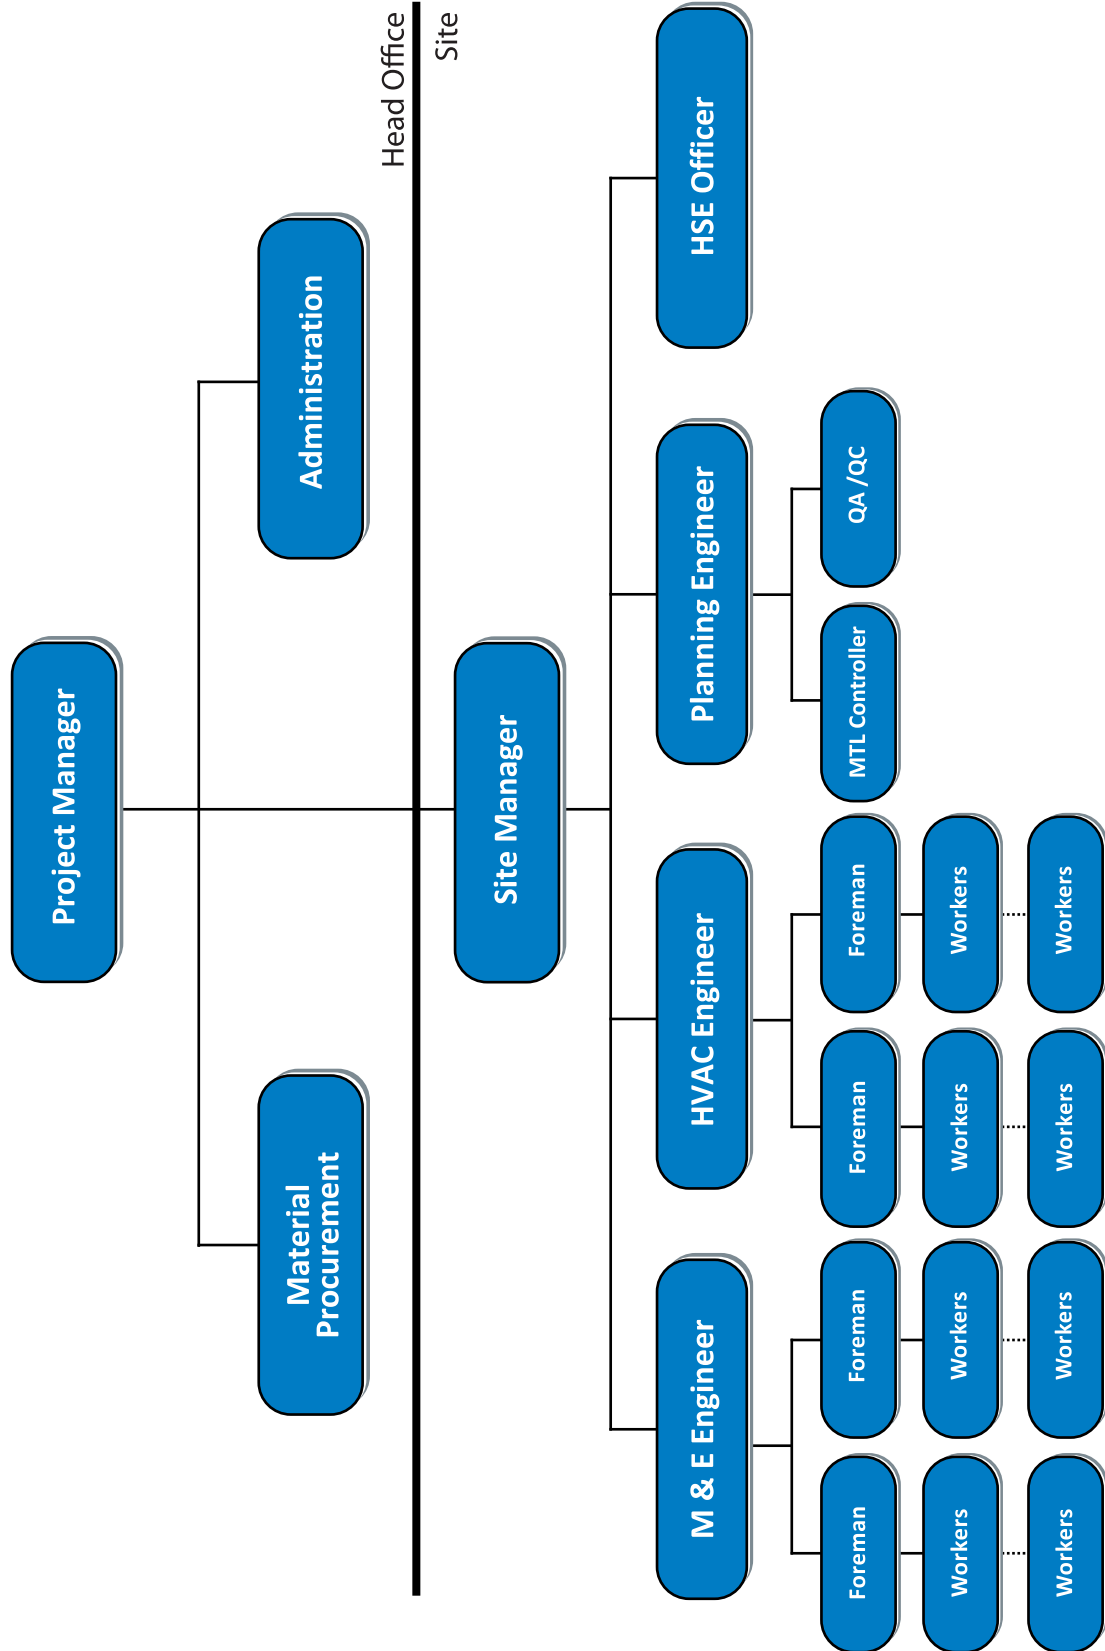 Project Manager
Material
Procurement
Administration
Head Office
Site
Site Manager
M & E Engineer
HVAC Engineer
Planning Engineer
HSE Officer
Foreman
Foreman
Foreman
Foreman
MTL Controller
QA /QC
Workers
Workers
Workers
Workers
Workers
Workers
Workers
Workers